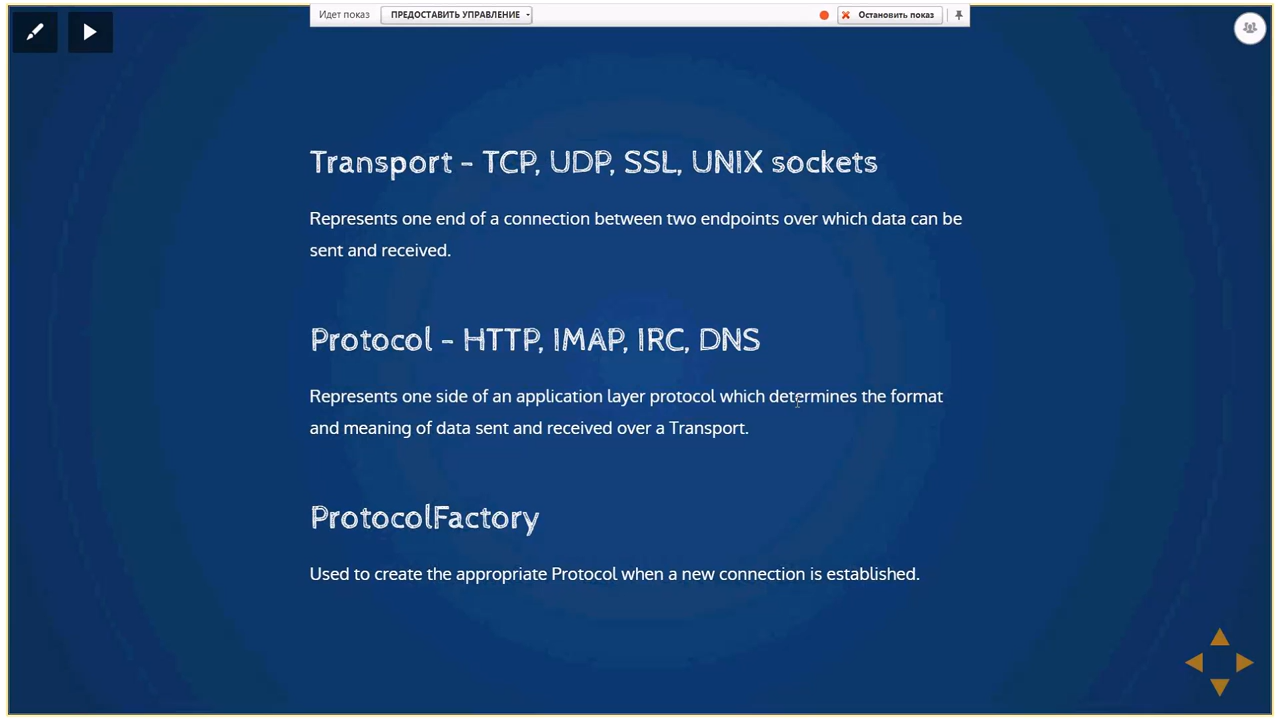 Идет показ ПРЕДОСТАВИТЬ УПРАВЛЕНИЕ Остановить показ
Transport - TCP, UDP, SSL, UNIX sockets
Represents one end of a connection between two endpoints over which data can be
sent and received.
Protocol - HTTP, IMAP, IRC, DNS
Represents one side of an application layer protocol which determines the format
and meaning of data sent and received over a Transport.
ProtocolFactory
Used to create the appropriate Protocol when a new connection is established.